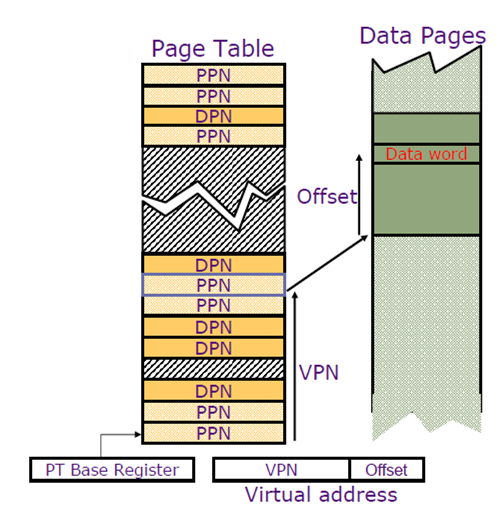 Page Table
Data Pages
PPN
PPN
DPN
PPN
Data word
Offset
DPN
PPN
PPN
DPN
DPN
VPN
DPN
PPN
PPN
PT Base Register
VPN
Offset
Virtual address